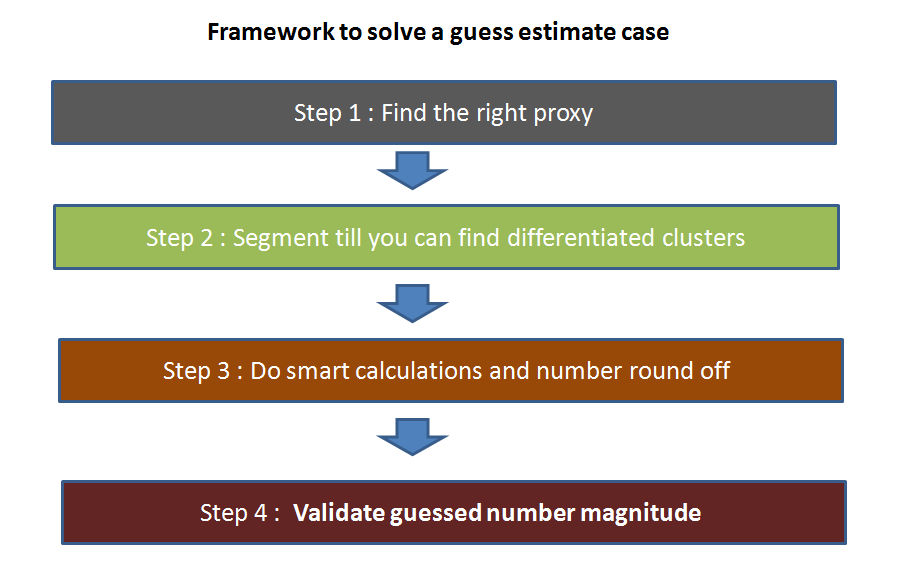 Framework to solve a guess estimate case
Step 1 : Find the right proxy
Step 2 : Segment till you can find differentiated clusters
Step 3 : Do smart calculations and number round off
Step 4 :  Validate guessed number magnitude